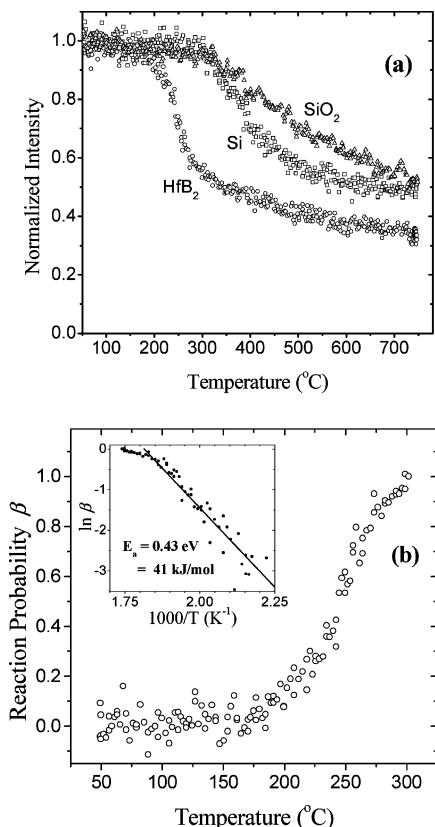 (a)
1.0
0.8
0.6
0.4
0.2
0.0
SiO2
Si
HfB2
Normalized Intensity
100 200 300 400 500 600 700
Temperature (°C)
(b)
1.0
0.8
0.6
0.4
0.2
0.0
Reaction Probability β
0
-1
-2
-3
ln β
Ea = 0.43 eV
= 41 kJ/mol
1.75 2.00 2.25
1000/T (K-1)
50 100 150 200 250 300
Temperature (°C)